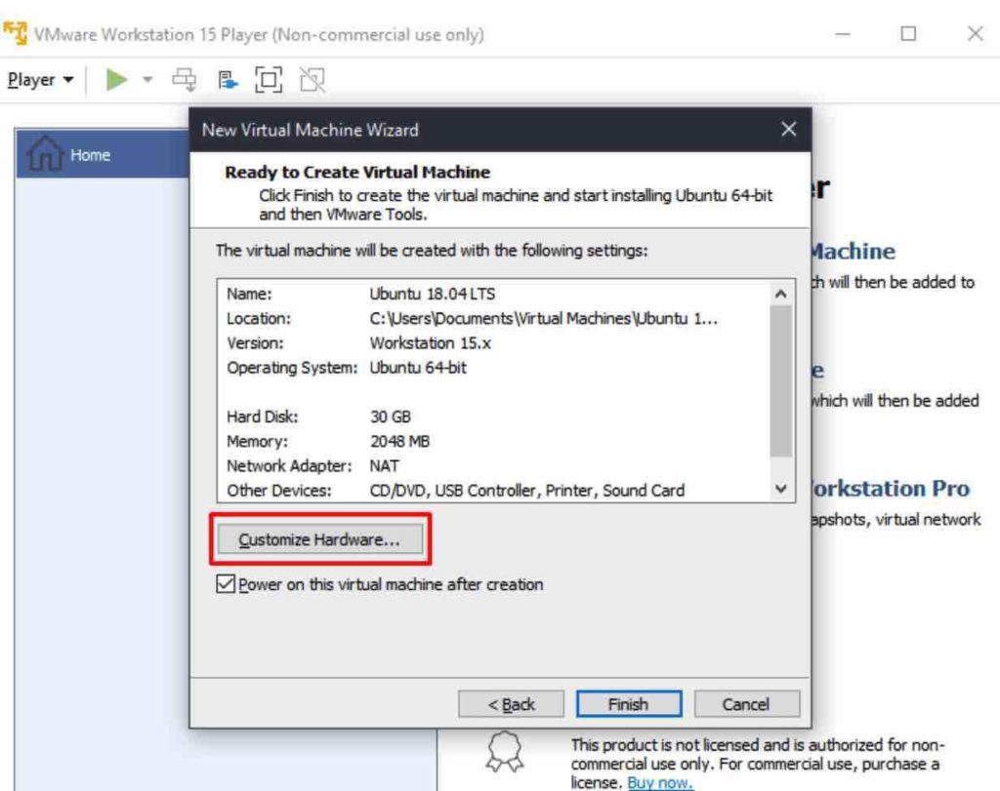 VMware Workstation 15 Player (Non-commercial use only)
Player
Home
New Virtual Machine Wizard
Ready to Create Virtual Machine
Click Finish to create the virtual machine and start installing Ubuntu 64-bit
and then VMware Tools.
The virtual machine will be created with the following settings:
Name: Ubuntu 18.04 LTS
Location: C:\Users\Documents\Virtual Machines\Ubuntu 1...
Version: Workstation 15.x
Operating System: Ubuntu 64-bit
Hard Disk: 30 GB
Memory: 2048 MB
Network Adapter: NAT
Other Devices: CD/DVD, USB Controller, Printer, Sound Card
Customize Hardware...
Power on this virtual machine after creation
< Back Finish Cancel
Machine
will then be added to
which will then be added
Workstation Pro
virtual network
This product is not licensed and is authorized for non-
commercial use only. For commercial use, purchase a
license. Buy now.